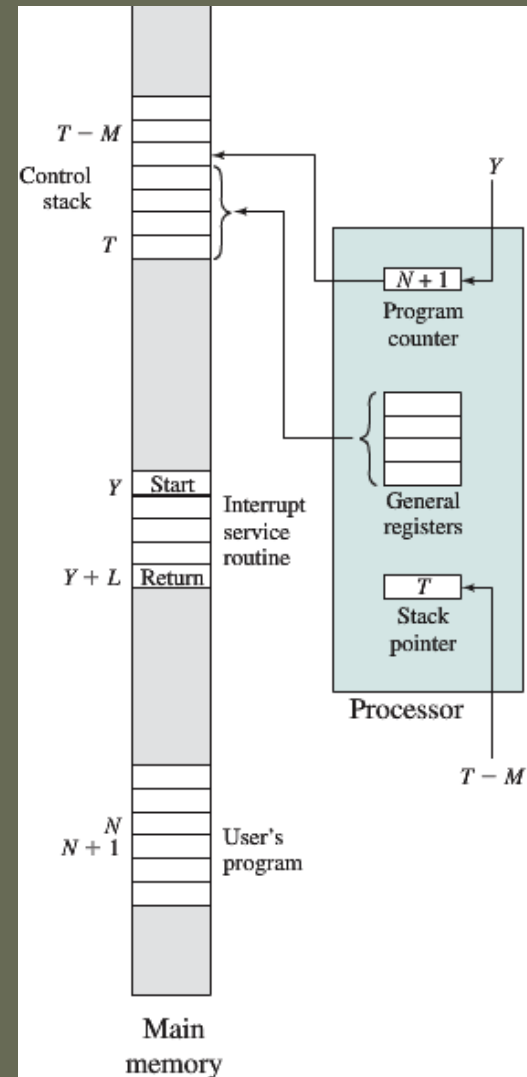 T − M
Control
stack
T
Y
N + 1
Program
counter
Y
Start
Interrupt
service
routine
General
registers
Y + L
Return
T
Stack
pointer
Processor
T − M
N
N + 1
User's
program
Main
memory